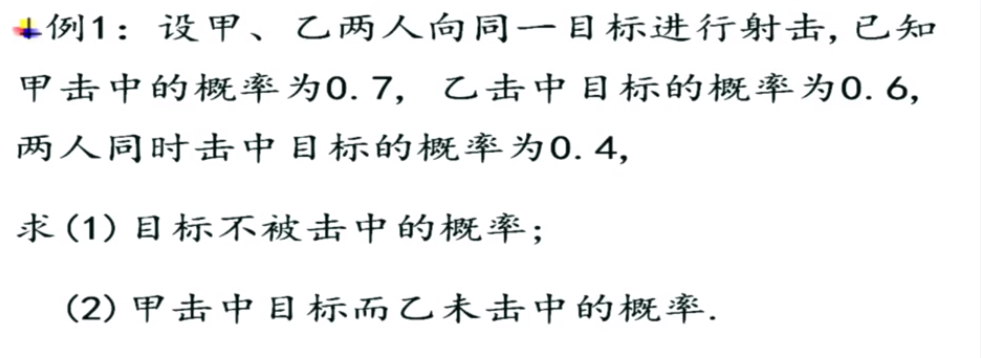 例1：设甲、乙两人向同一目标进行射击,已知
甲击中的概率为0.7，乙击中目标的概率为0.6,
两人同时击中目标的概率为0.4,
求(1)目标不被击中的概率；
(2)甲击中目标而乙未击中的概率.